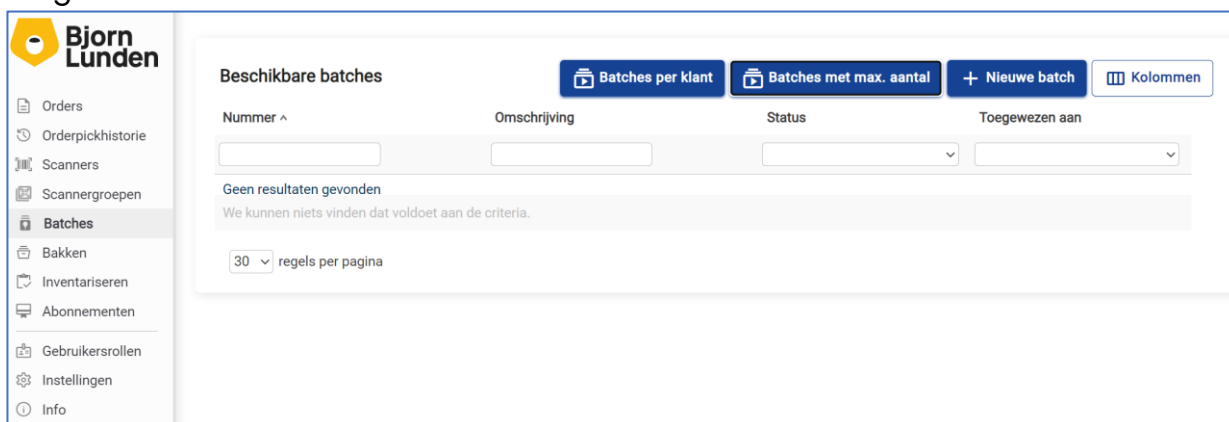 Bjorn
Lunden
Orders
Orderpickhistorie
Scanners
Scannergroepen
Batches
Bakken
Inventariseren
Abonnementen
Gebruikersrollen
Instellingen
Info
Beschikbare batches
Batches per klant
Batches met max. aantal
+ Nieuwe batch
Kolommen
Nummer ^ Omschrijving Status Toegewezen aan
Geen resultaten gevonden
We kunnen niets vinden dat voldoet aan de criteria.
30 regels per pagina